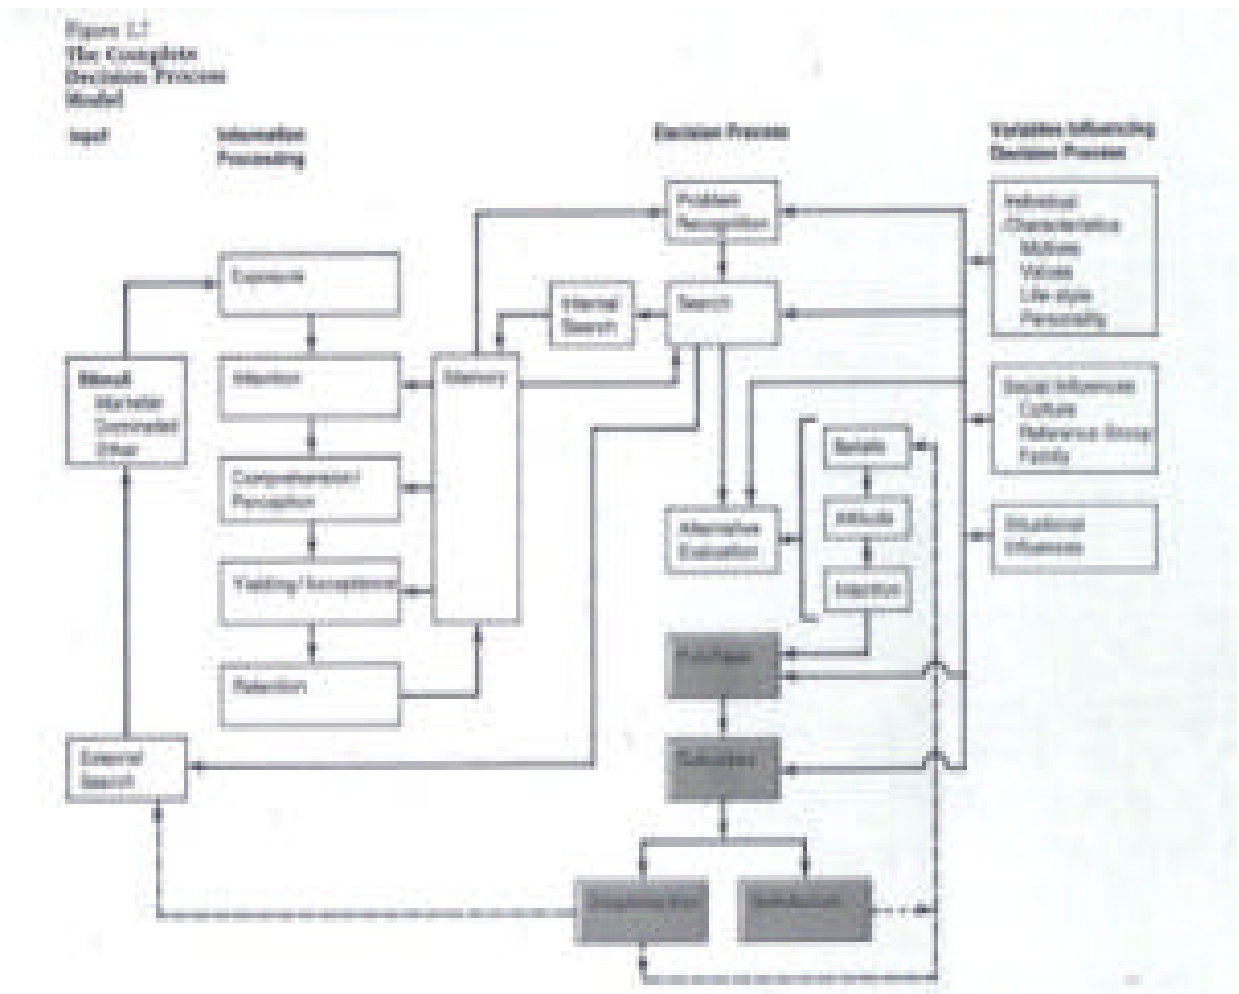 Figure 1.7
The Complete
Decision Process
Model
Input
Information
Processing
Decision Process
Variables Influencing
Decision Process
Problem
Recognition
Individual
Characteristics
Motives
Values
Life-style
Personality
Exposure
Internal
Search
Search
Stimuli
Marketer
Dominated
Other
Attention
Memory
Social Influences
Culture
Reference Group
Family
Beliefs
Comprehension/
Perception
Attitude
Alternative
Evaluation
Situational
Influences
Yielding/Acceptance
Intention
Purchase
Retention
External
Search
Outcomes
Dissatisfaction
Satisfaction